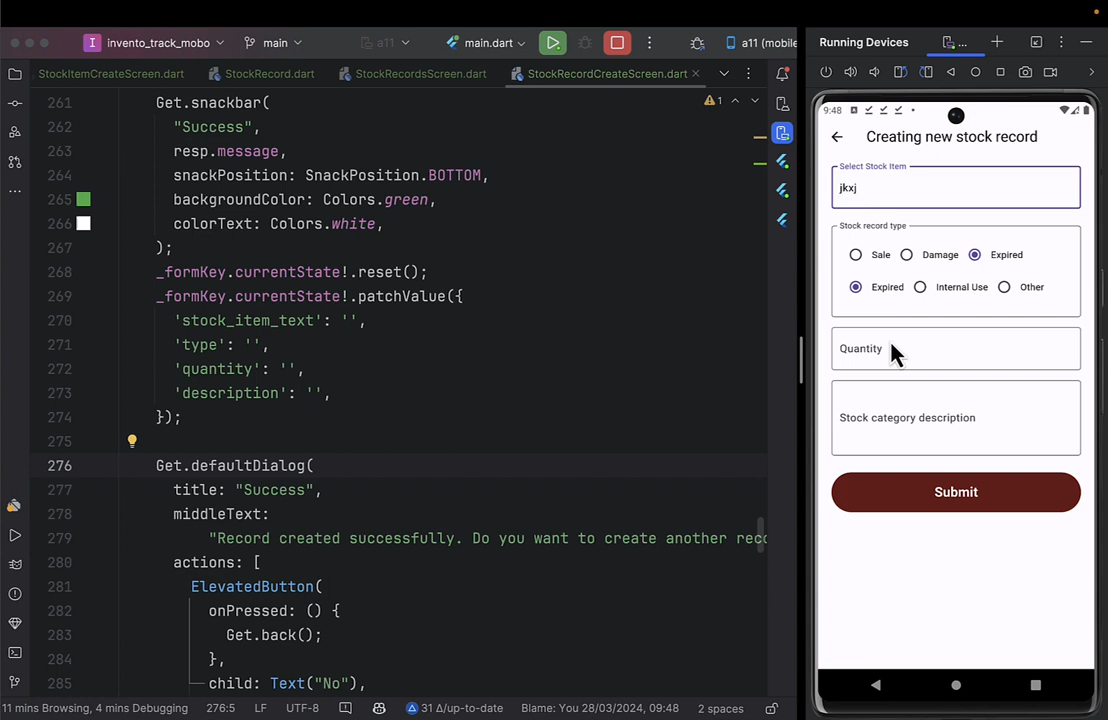 invento_track_mobo main a11 main.dart a11 (mobile Running Devices ...
StockItemCreateScreen.dart StockRecord.dart StockRecordsScreen.dart StockRecordCreateScreen.dart
261 Get.snackbar( 1
262 "Success",
263 resp.message,
264 snackPosition: SnackPosition.BOTTOM,
265 backgroundColor: Colors.green,
266 colorText: Colors.white,
267 );
268 _formKey.currentState!.reset();
269 _formKey.currentState!.patchValue({
270 'stock_item_text': '',
271 'type': '',
272 'quantity': '',
273 'description': '',
274 });
275
276 Get.defaultDialog(
277 title: "Success",
278 middleText:
279 "Record created successfully. Do you want to create another reco
280 actions: [
281 ElevatedButton(
282 onPressed: () {
283 Get.back();
284 },
285 child: Text("No"),
11 mins Browsing, 4 mins Debugging 276:5 LF UTF-8 31 Δ/up-to-date Blame: You 28/03/2024, 09:48 2 spaces
9:48
Creating new stock record
Select Stock Item
jkxj
Stock record type
Sale Damage Expired
Expired Internal Use Other
Quantity
Stock category description
Submit